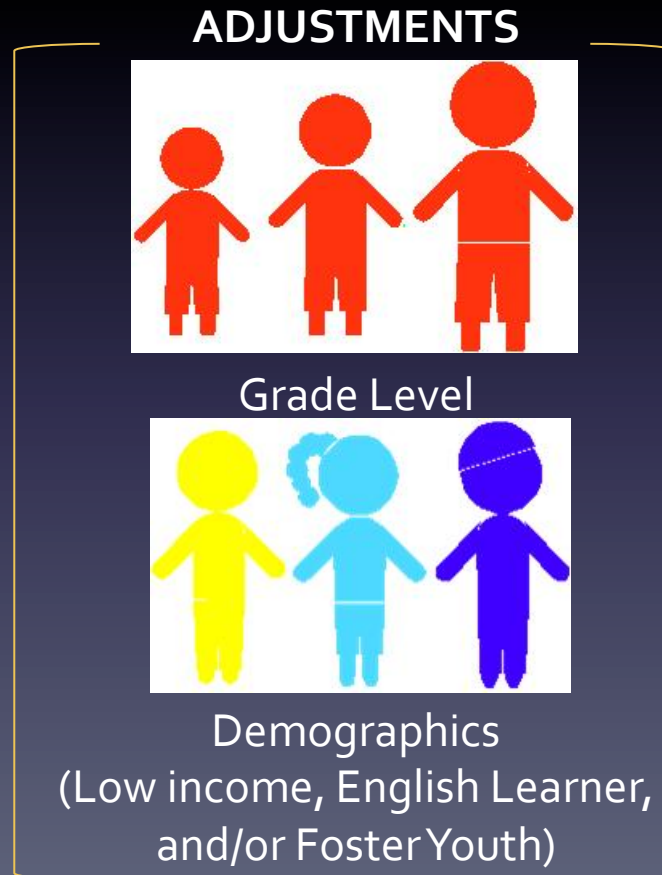 ADJUSTMENTS
Grade Level
Demographics
(Low income, English Learner,
and/or Foster Youth)